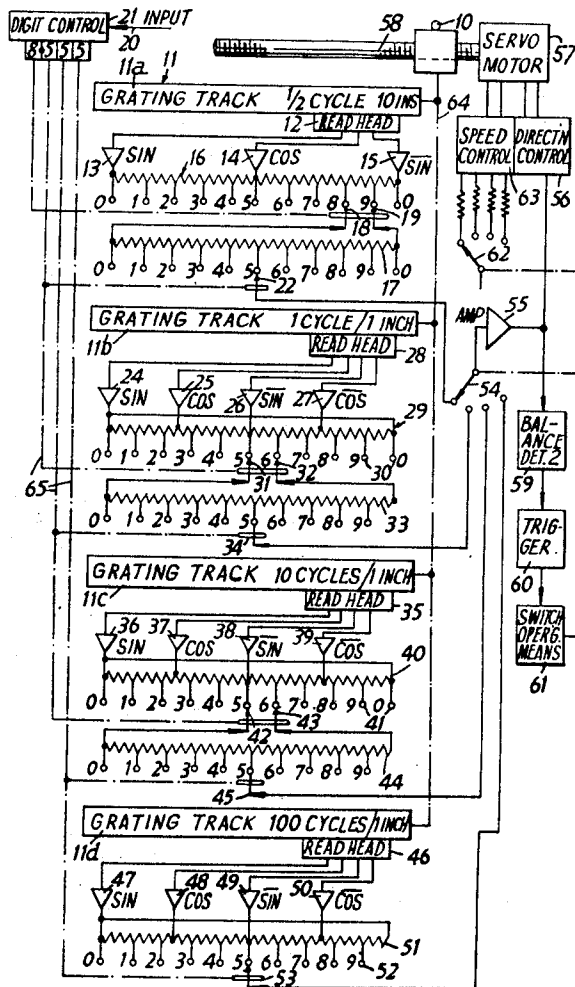 DIGIT CONTROL
21 INPUT
20
8 5 5 5
58
10
SERVO MOTOR
57
11a
11
GRATING TRACK 1/2 CYCLE 10 INS
64
12
READ HEAD
13 SIN
16
14 COS
15 SIN
SPEED CONTROL
DIRECTN CONTROL
63
56
0 1 2 3 4 5 6 7 8 9 0
18
19
62
0 1 2 3 4 5 6 7 8 9 0
17
22
GRATING TRACK 1 CYCLE/1 INCH
11b
READ HEAD
28
AMP
55
24 SIN
25 COS
26 SIN
27 COS
29
54
0 1 2 3 4 5 6 7 8 9 0
30
31
32
BAL-
ANCE
DET. 2
59
65
0 1 2 3 4 5 6 7 8 9 0
33
34
GRATING TRACK 10 CYCLES/1 INCH
11c
READ HEAD
35
TRIG-
GER
60
36 SIN
37 COS
38 SIN
39 COS
40
SWITCH
OPERG.
MEANS
61
0 1 2 3 4 5 6 7 8 9 0
41
42
43
0 1 2 3 4 5 6 7 8 9 0
44
45
GRATING TRACK 100 CYCLES/1 INCH
11d
READ HEAD
46
47 SIN
48 COS
49 SIN
50 COS
51
0 1 2 3 4 5 6 7 8 9
52
53